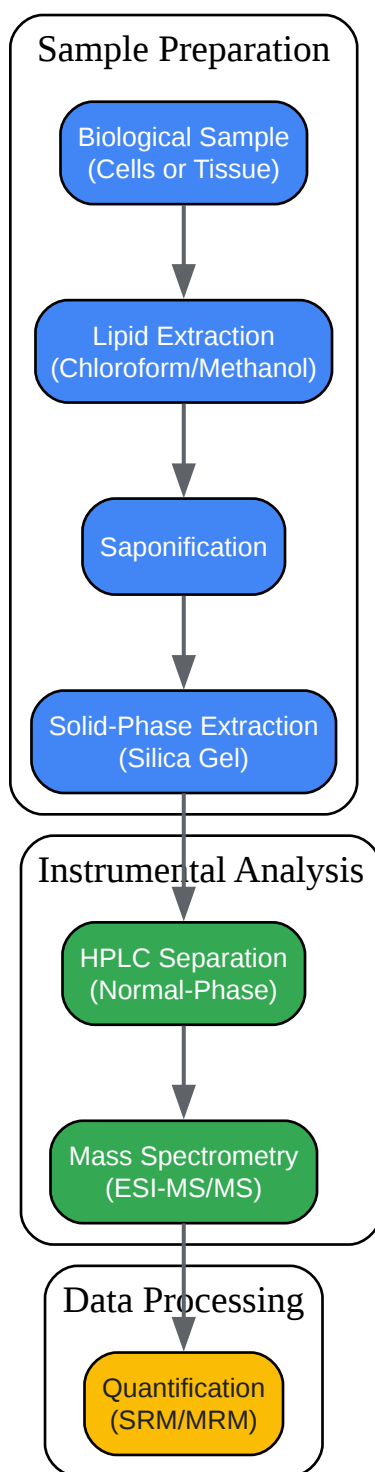 Sample Preparation
Biological Sample
(Cells or Tissue)
Lipid Extraction
(Chloroform/Methanol)
Saponification
Solid-Phase Extraction
(Silica Gel)
Instrumental Analysis
HPLC Separation
(Normal-Phase)
Mass Spectrometry
(ESI-MS/MS)
Data Processing
Quantification
(SRM/MRM)